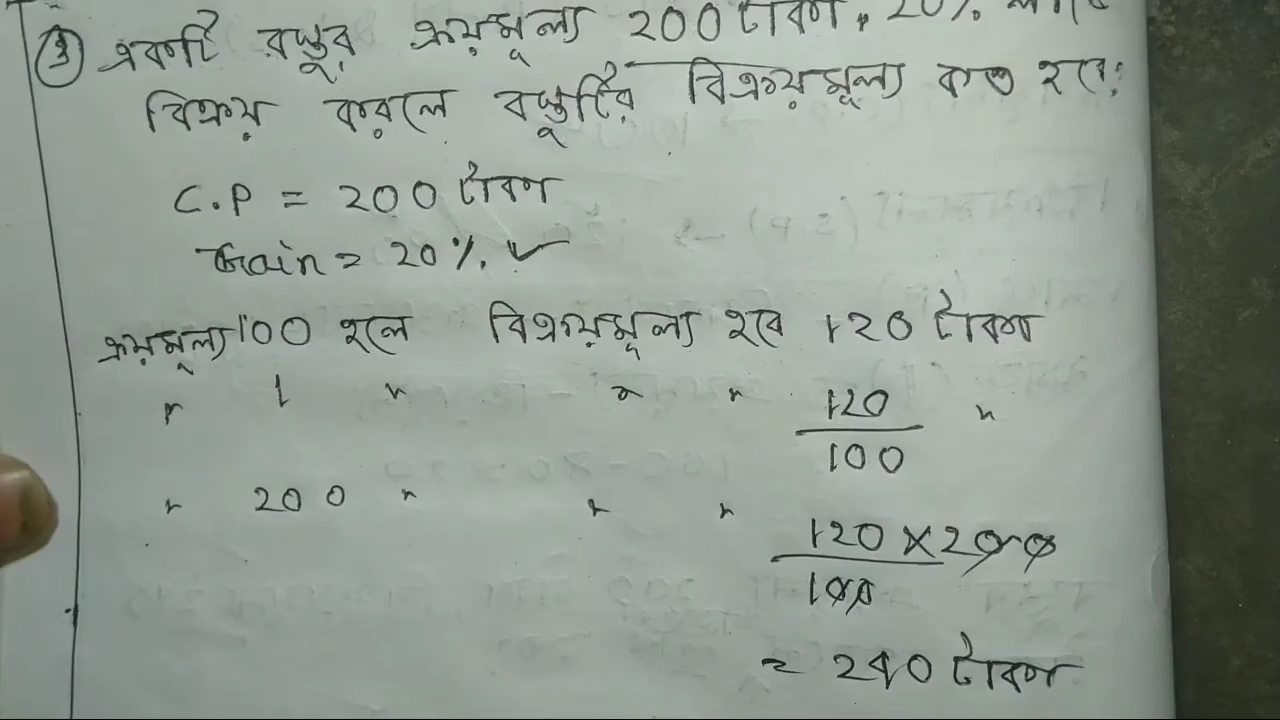 ৩ একটি বস্তুর ক্রয়মূল্য 200 টাকা, 20% লাভে
বিক্রয় করলে বস্তুটির বিক্রয়মূল্য কত হবে:
C.P = 200 টাকা
Gain = 20%. ✓
ক্রয়মূল্য 100 হলে বিক্রয়মূল্য হবে 120 টাকা
" 1 " " " 120/100 "
" 200 " " " 120 × 200/100
= 240 টাকা